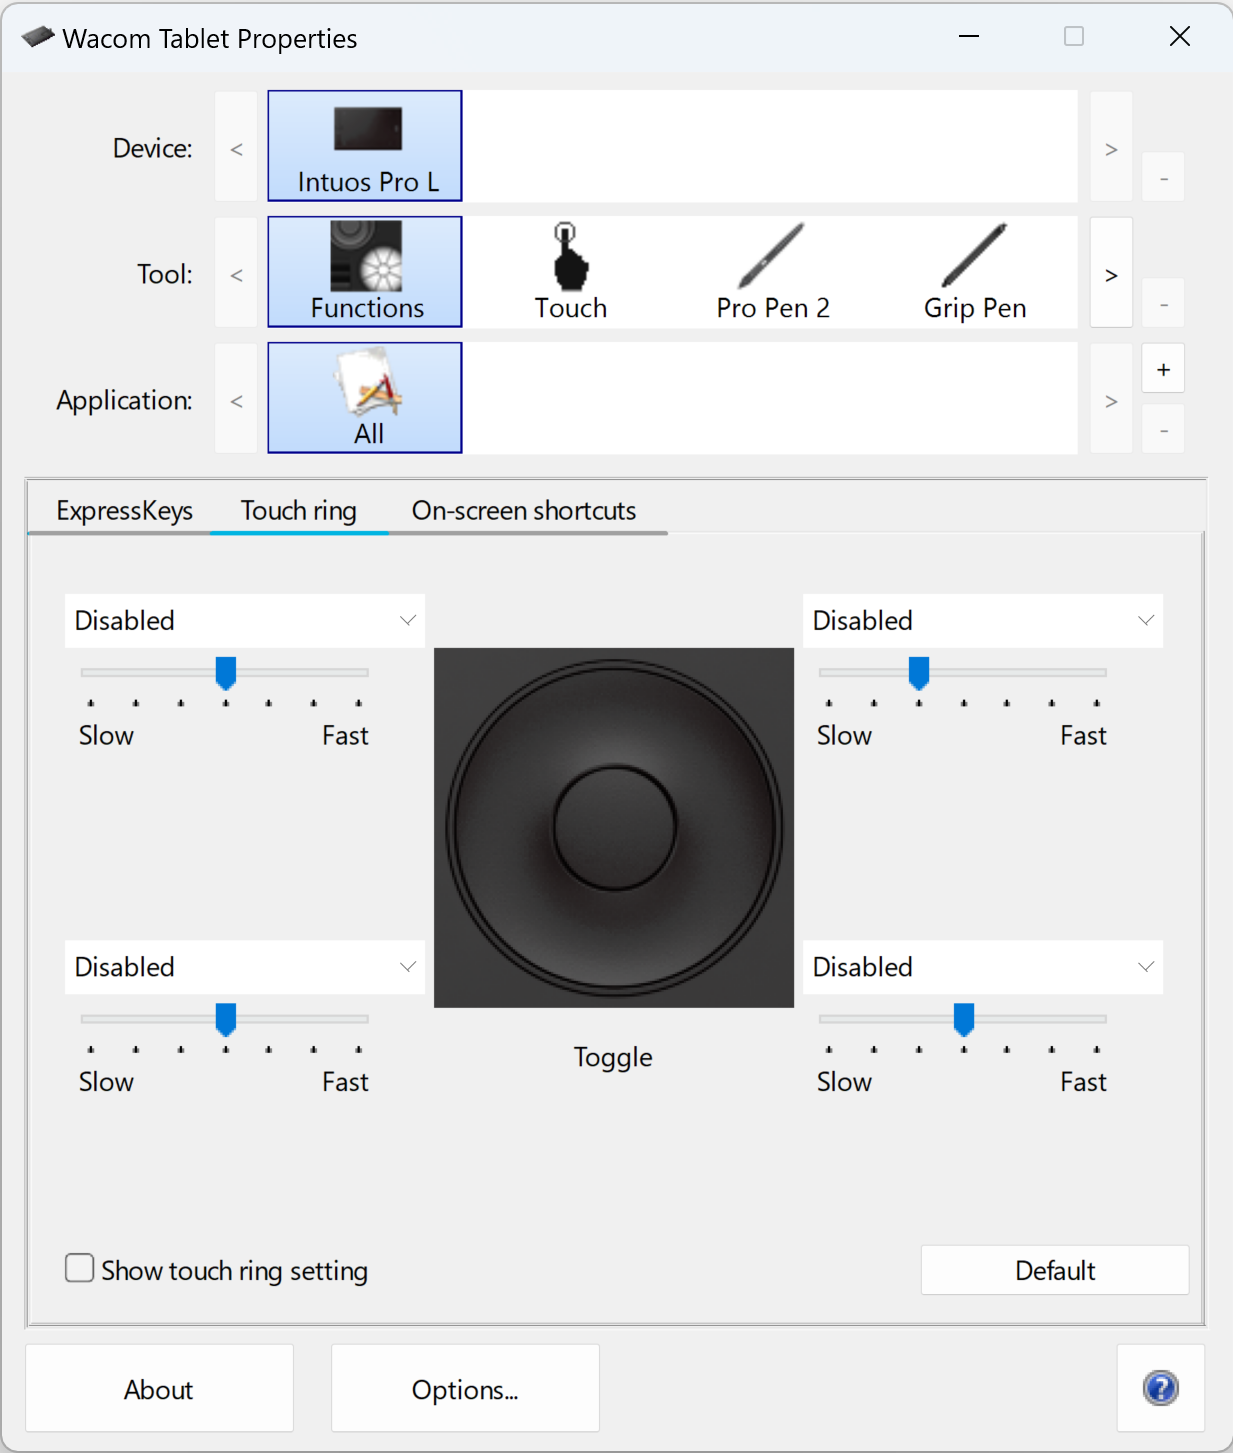 Wacom Tablet Properties
Device:
<
Intuos Pro L
>
-
Tool:
<
Functions
Touch
Pro Pen 2
Grip Pen
>
-
Application:
<
All
>
+
-
ExpressKeys
Touch ring
On-screen shortcuts
Disabled
Slow
Fast
Disabled
Slow
Fast
Disabled
Slow
Fast
Toggle
Disabled
Slow
Fast
Show touch ring setting
Default
About
Options...
?